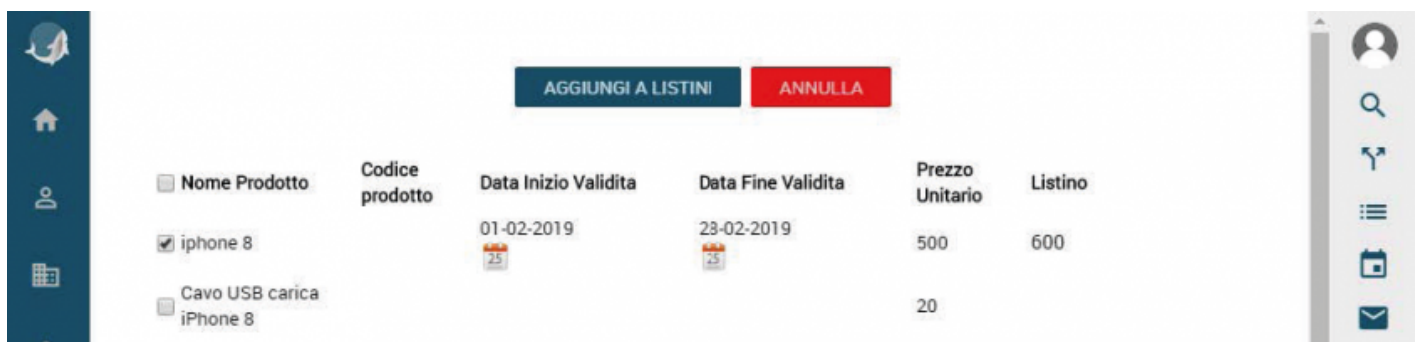 AGGIUNGI A LISTINI ANNULLA
Nome Prodotto Codice prodotto Data Inizio Validita Data Fine Validita Prezzo Unitario Listino
iphone 8 01-02-2019 28-02-2019 500 600
25 25
Cavo USB carica iPhone 8 20